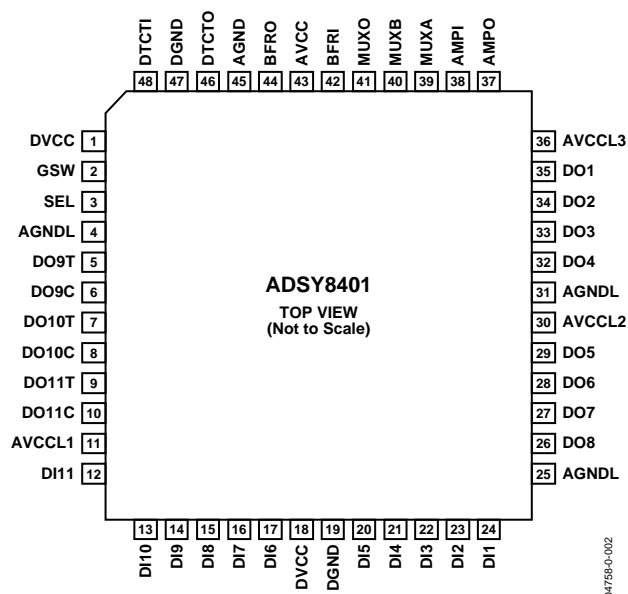 DTCTI DGND DTCTO AGND BFRO AVCC BFRI MUXO MUXB MUXA AMPI AMPO
48 47 46 45 44 43 42 41 40 39 38 37
DVCC 1
GSW 2
SEL 3
AGNDL 4
DO9T 5
DO9C 6
DO10T 7
DO10C 8
DO11T 9
DO11C 10
AVCCL1 11
DI11 12
ADSY8401
TOP VIEW
(Not to Scale)
36 AVCCL3
35 DO1
34 DO2
33 DO3
32 DO4
31 AGNDL
30 AVCCL2
29 DO5
28 DO6
27 DO7
26 DO8
25 AGNDL
13 14 15 16 17 18 19 20 21 22 23 24
DI10 DI9 DI8 DI7 DI6 DVCC DGND DI5 DI4 DI3 DI2 DI1
04758-0-002